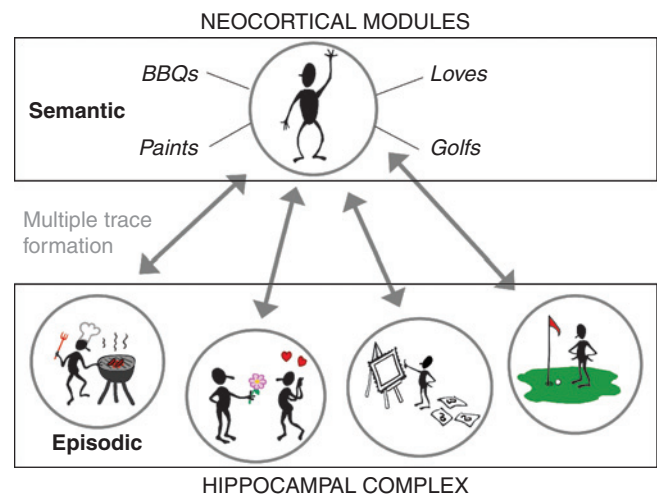 NEOCORTICAL MODULES
BBQs
Loves
Semantic
Paints
Golfs
Multiple trace
formation
Episodic
HIPPOCAMPAL COMPLEX